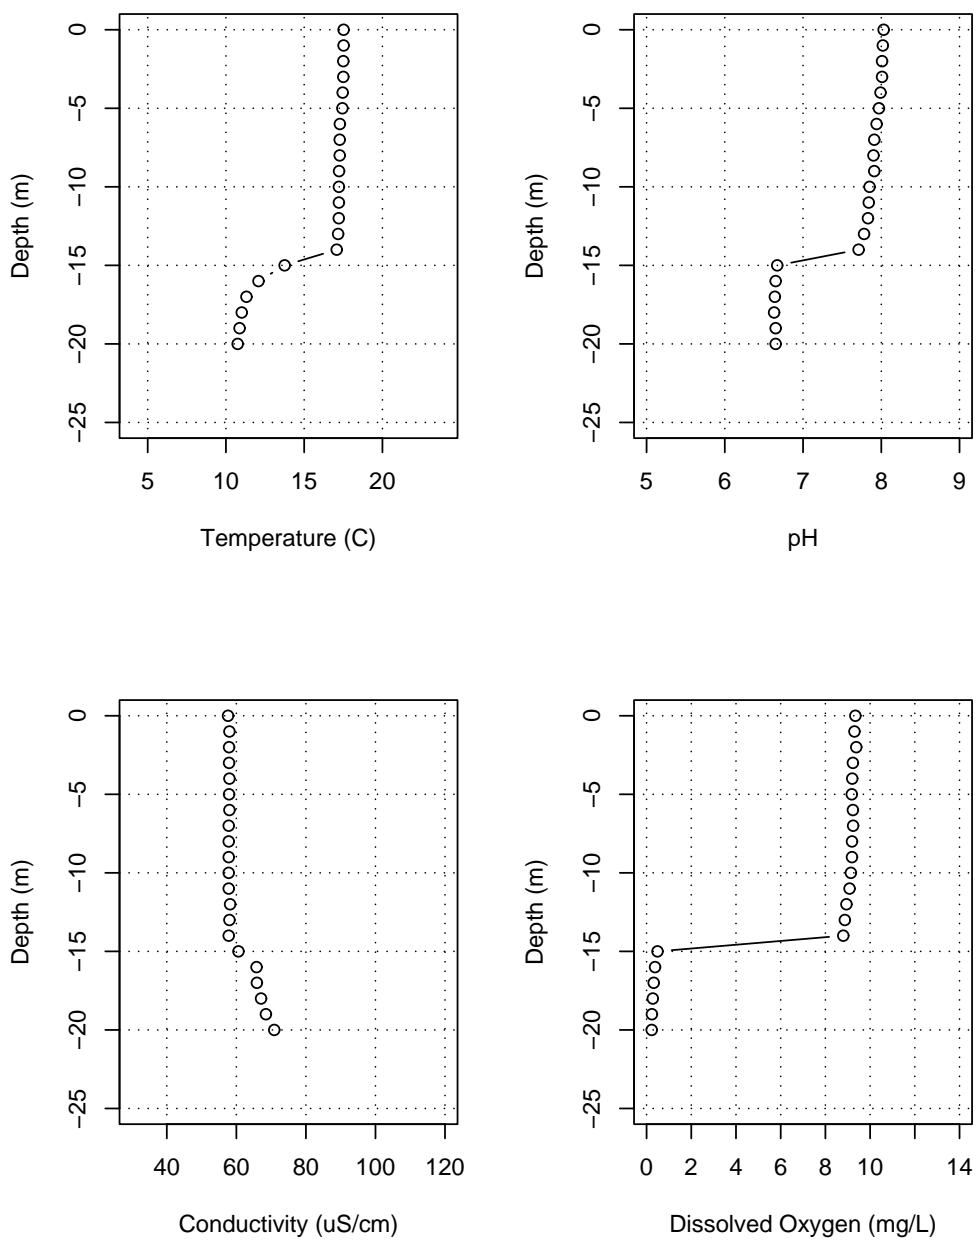 0
−5
−10
−15
−20
−25
Depth (m)
5 10 15 20
Temperature (C)
0
−5
−10
−15
−20
−25
Depth (m)
5 6 7 8 9
pH
0
−5
−10
−15
−20
−25
Depth (m)
40 60 80 100 120
Conductivity (uS/cm)
0
−5
−10
−15
−20
−25
Depth (m)
0 2 4 6 8 10 14
Dissolved Oxygen (mg/L)